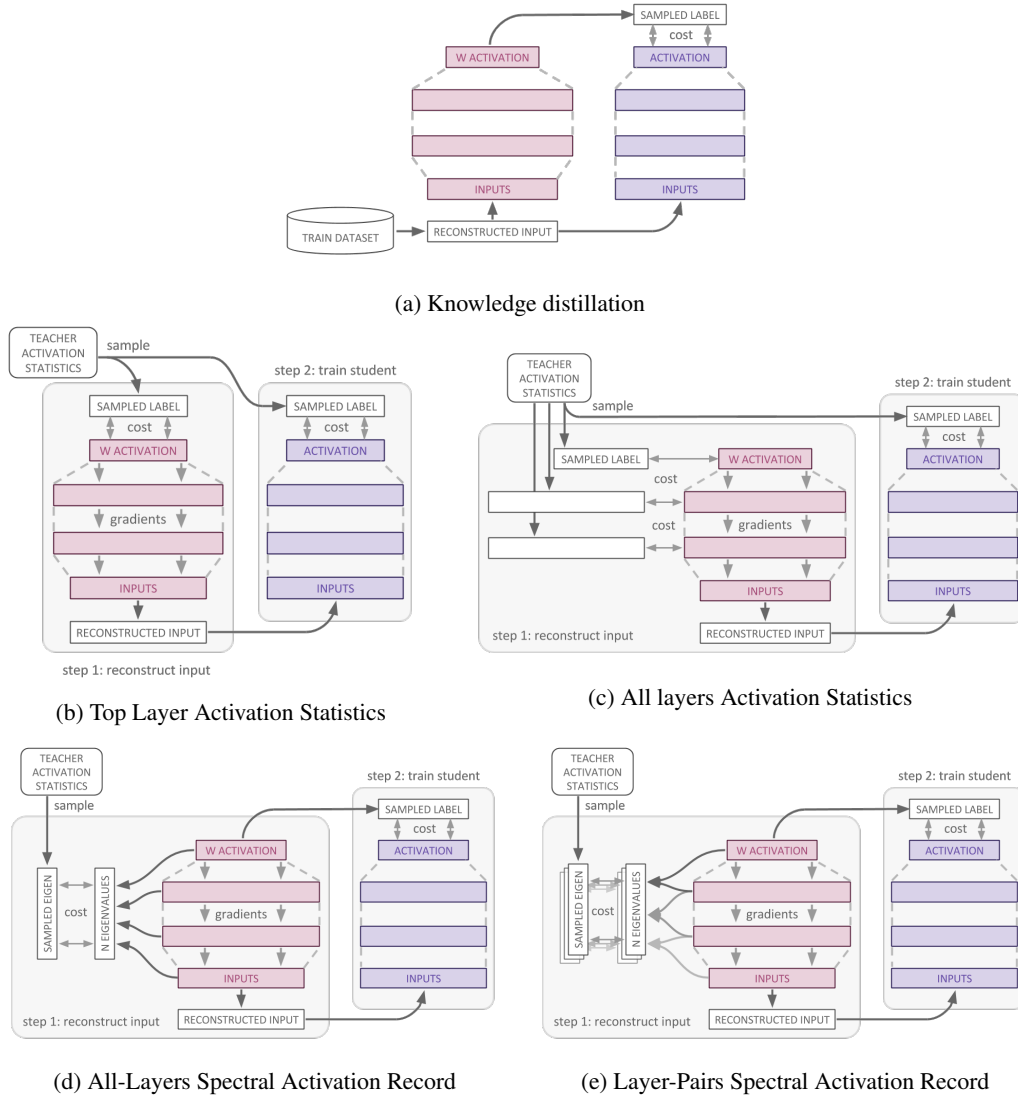 SAMPLED LABEL
cost
W ACTIVATION
ACTIVATION
INPUTS
INPUTS
TRAIN DATASET
RECONSTRUCTED INPUT
(a) Knowledge distillation
TEACHER
ACTIVATION
STATISTICS
sample
step 2: train student
SAMPLED LABEL
SAMPLED LABEL
cost
cost
W ACTIVATION
ACTIVATION
gradients
INPUTS
INPUTS
RECONSTRUCTED INPUT
step 1: reconstruct input
(b) Top Layer Activation Statistics
TEACHER
ACTIVATION
STATISTICS
sample
step 2: train student
SAMPLED LABEL
cost
SAMPLED LABEL
W ACTIVATION
ACTIVATION
cost
cost
gradients
INPUTS
INPUTS
RECONSTRUCTED INPUT
step 1: reconstruct input
(c) All layers Activation Statistics
TEACHER
ACTIVATION
STATISTICS
sample
step 2: train student
SAMPLED LABEL
cost
W ACTIVATION
ACTIVATION
SAMPLED EIGEN
cost
N EIGENVALUES
gradients
INPUTS
INPUTS
RECONSTRUCTED INPUT
step 1: reconstruct input
(d) All-Layers Spectral Activation Record
TEACHER
ACTIVATION
STATISTICS
sample
step 2: train student
SAMPLED LABEL
cost
W ACTIVATION
ACTIVATION
SAMPLED EIGEN
cost
N EIGENVALUES
gradients
INPUTS
INPUTS
RECONSTRUCTED INPUT
step 1: reconstruct input
(e) Layer-Pairs Spectral Activation Record